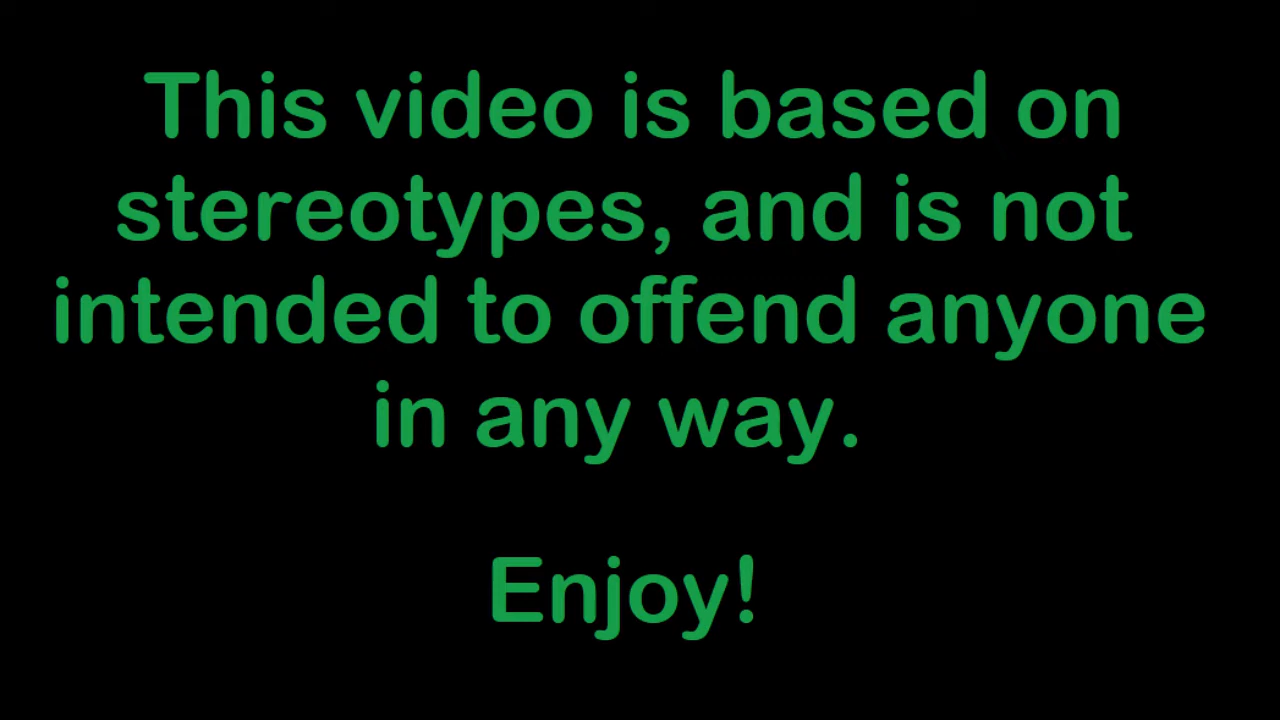 This video is based on
stereotypes, and is not
intended to offend anyone
in any way.
Enjoy!